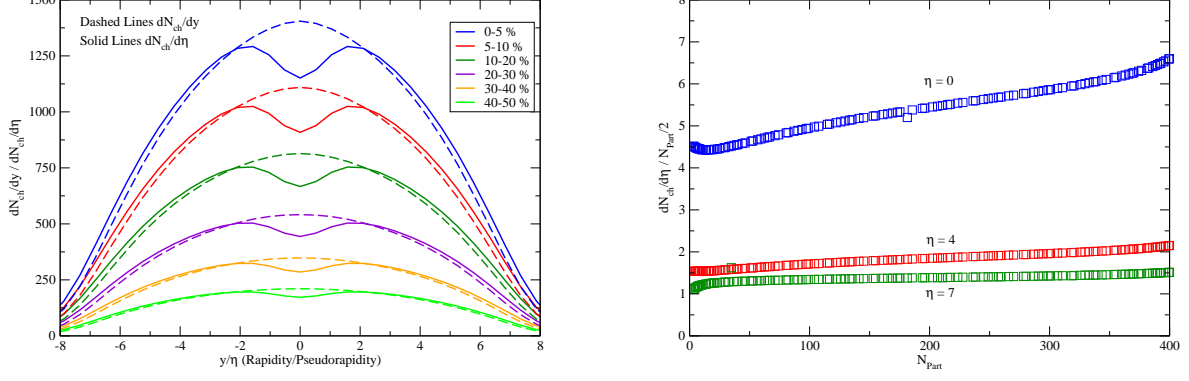 1500
1250
1000
750
500
250
0
dN_ch/dy / dN_ch/dη
Dashed Lines dN_ch/dy
Solid Lines dN_ch/dη
0-5 %
5-10 %
10-20 %
20-30 %
30-40 %
40-50 %
-8 -6 -4 -2 0 2 4 6 8
y/η (Rapidity/Pseudorapidity)
8
7
6
5
4
3
2
1
0
dN_ch/dη / N_Part/2
η = 0
η = 4
η = 7
0 100 200 300 400
N_Part